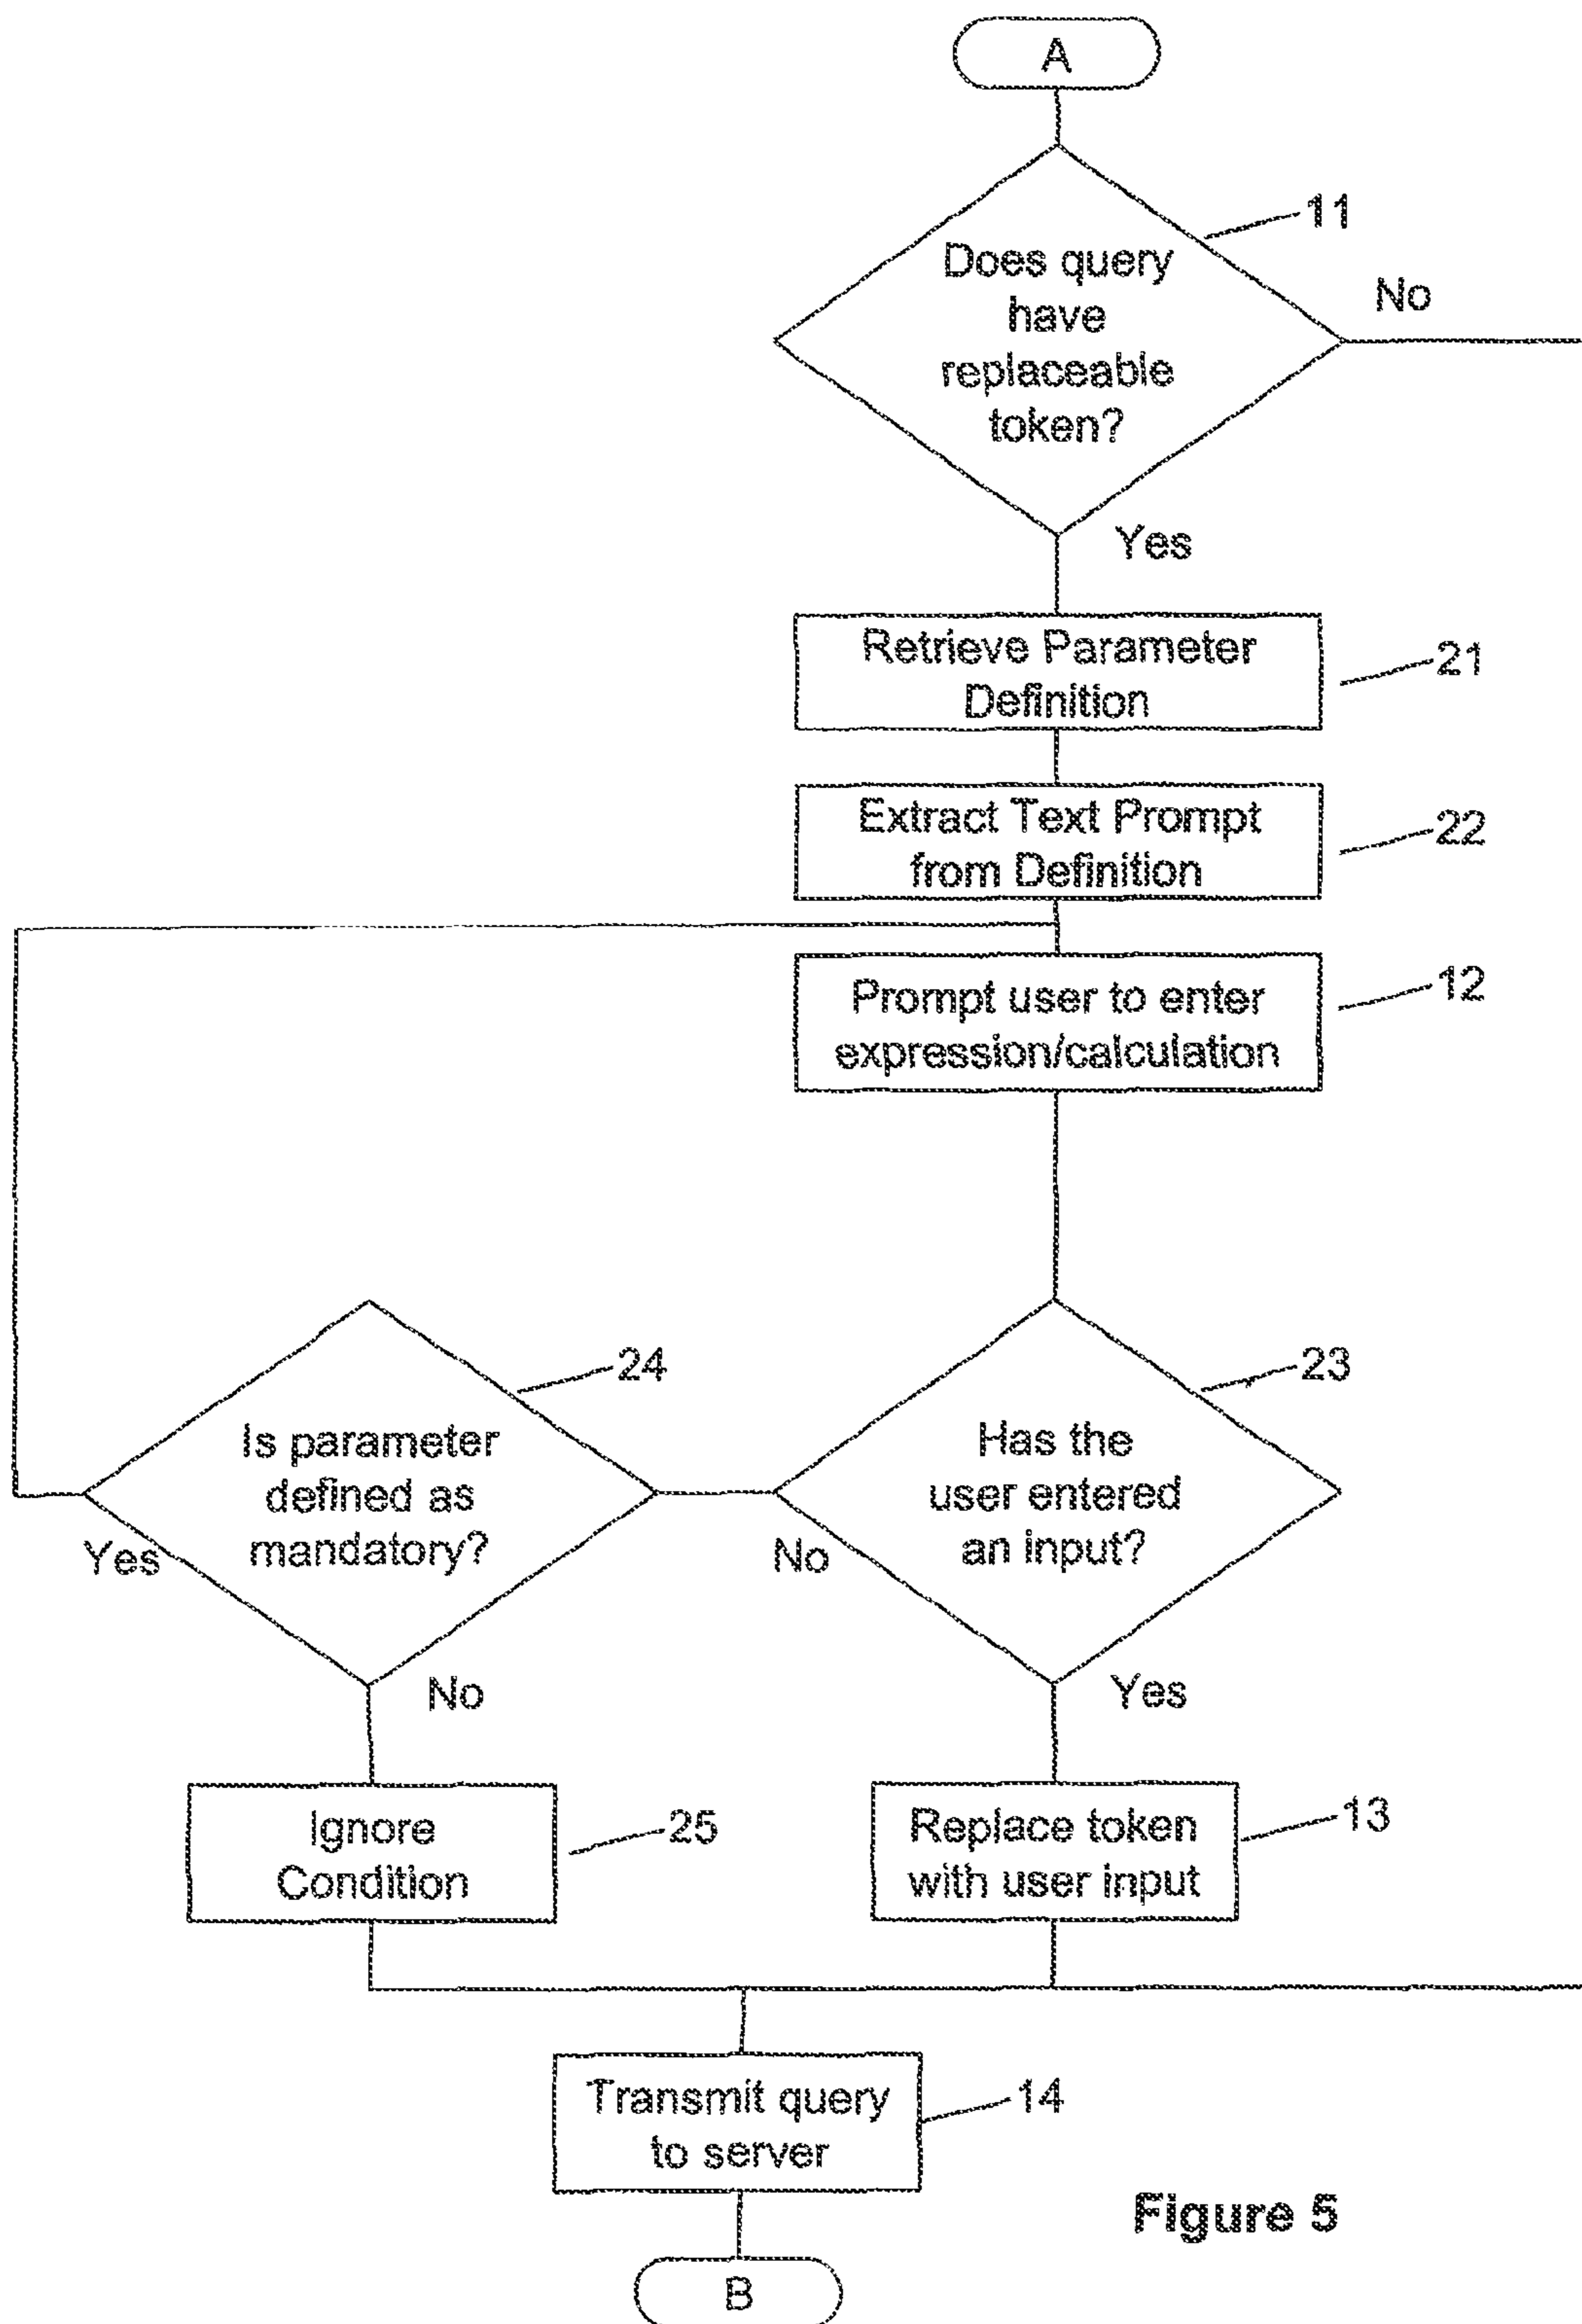 A
11
Does query
have
replaceable
token?
No
Yes
Retrieve Parameter
Definition
21
Extract Text Prompt
from Definition
22
Prompt user to enter
expression/calculation
12
24
Is parameter
defined as
mandatory?
Yes
No
23
Has the
user entered
an input?
No
Yes
Ignore
Condition
25
Replace token
with user input
13
Transmit query
to server
14
Figure 5
B